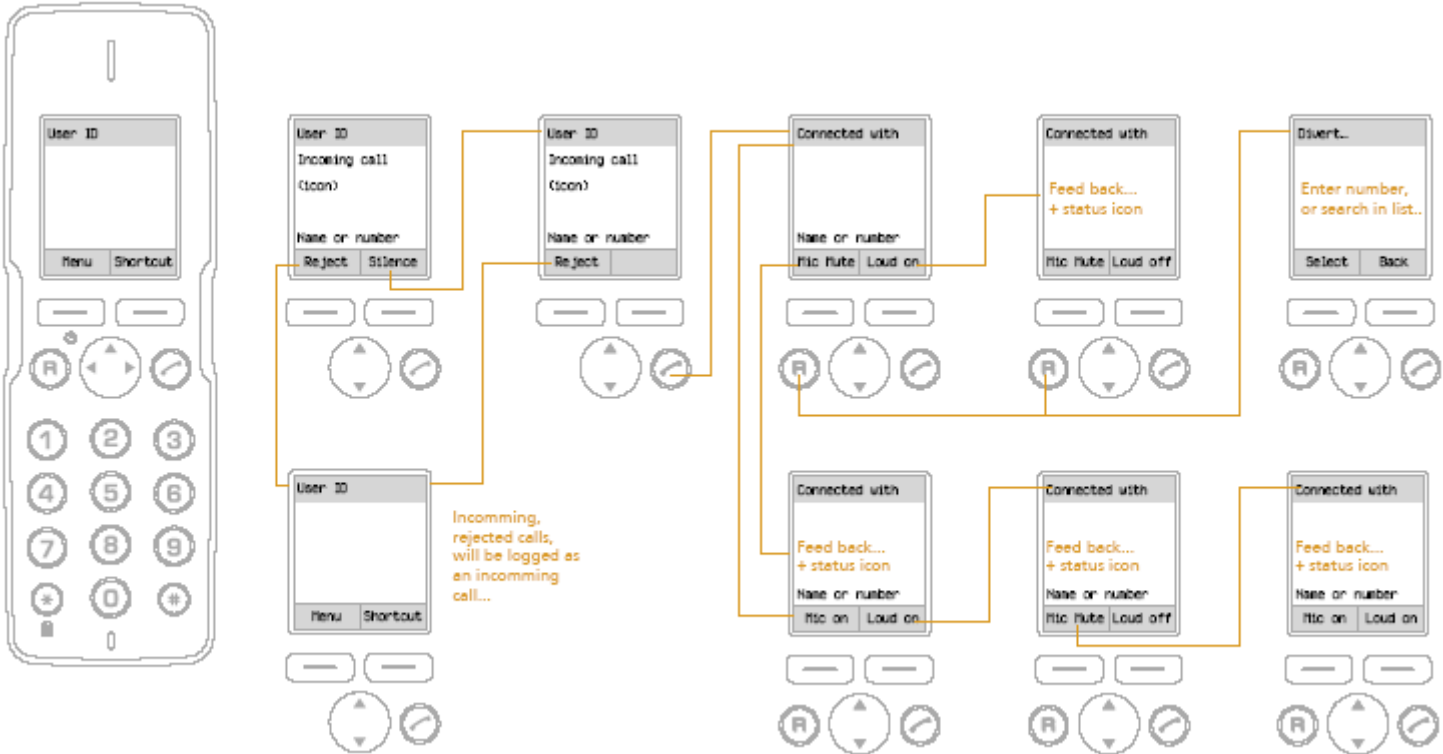 User ID
Menu Shortcut
R
1 2 3
4 5 6
7 8 9
* 0 #
User ID
Incoming call
(icon)
Name or number
Reject Silence
User ID
Incoming call
(icon)
Name or number
Reject
Connected with
Name or number
Mic Mute Loud on
R
Connected with
Feed back...
+ status icon
Mic Mute Loud off
R
Divert...
Enter number,
or search in list..
Select Back
R
User ID
Menu Shortcut
Incomming,
rejected calls,
will be logged as
an incomming
call...
Connected with
Feed back...
+ status icon
Name or number
Mic on Loud on
R
Connected with
Feed back...
+ status icon
Name or number
Mic Mute Loud off
R
Connected with
Feed back...
+ status icon
Name or number
Mic on Loud on
R